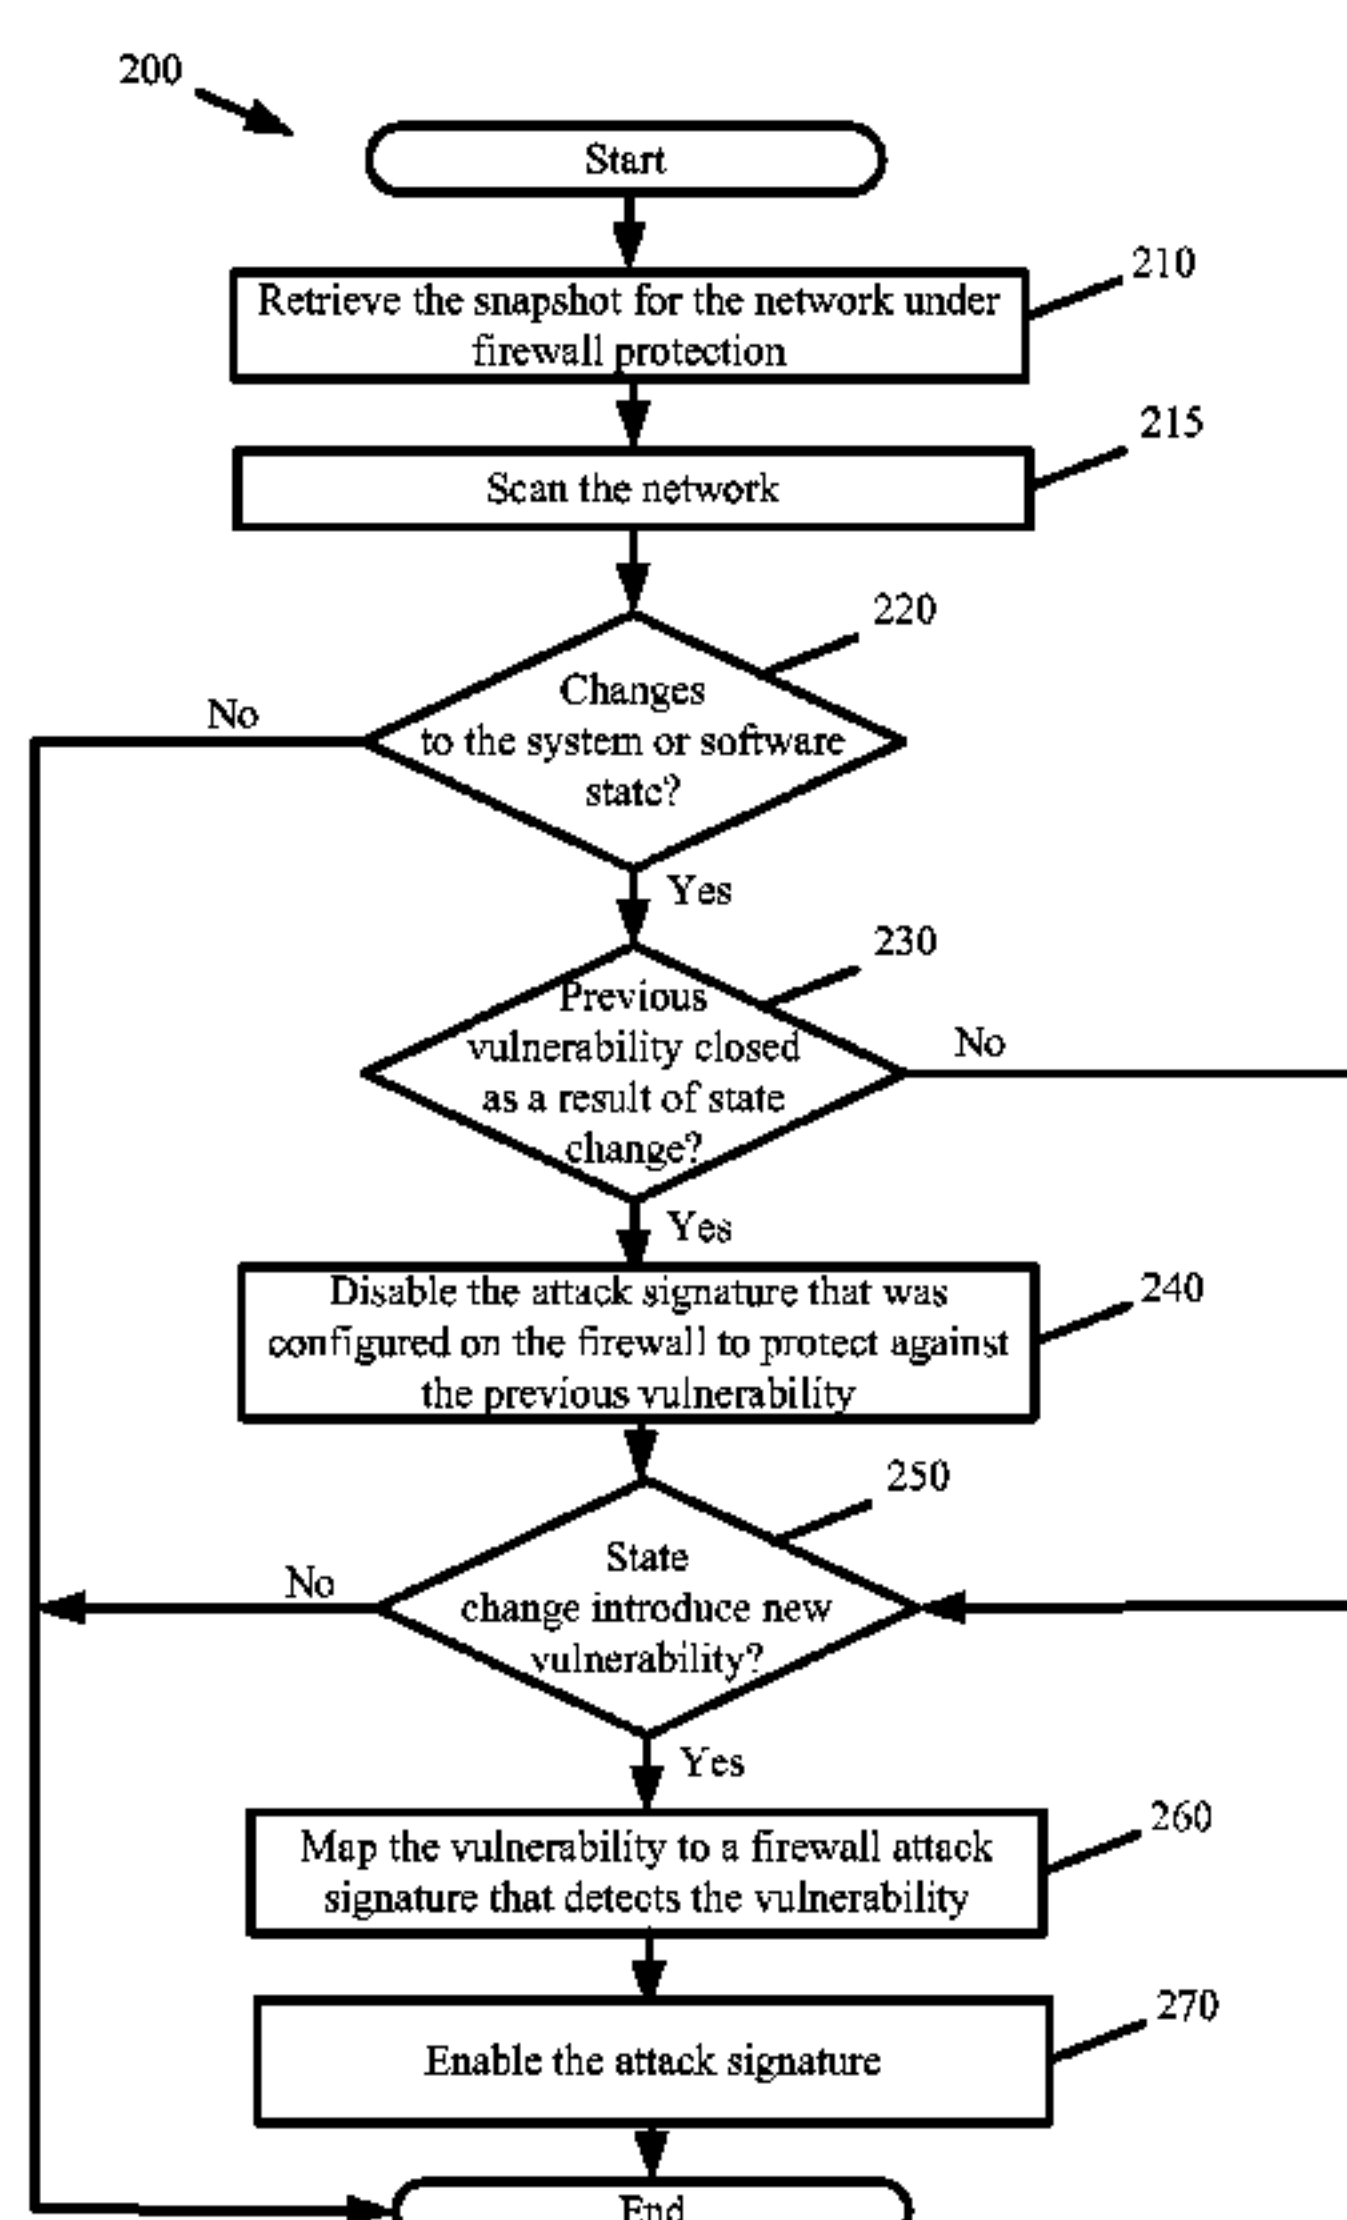 200
Start
210
Retrieve the snapshot for the network under
firewall protection
215
Scan the network
220
Changes
to the system or software
state?
No
Yes
230
Previous
vulnerability closed
as a result of state
change?
No
Yes
240
Disable the attack signature that was
configured on the firewall to protect against
the previous vulnerability
250
State
change introduce new
vulnerability?
No
Yes
260
Map the vulnerability to a firewall attack
signature that detects the vulnerability
270
Enable the attack signature
End